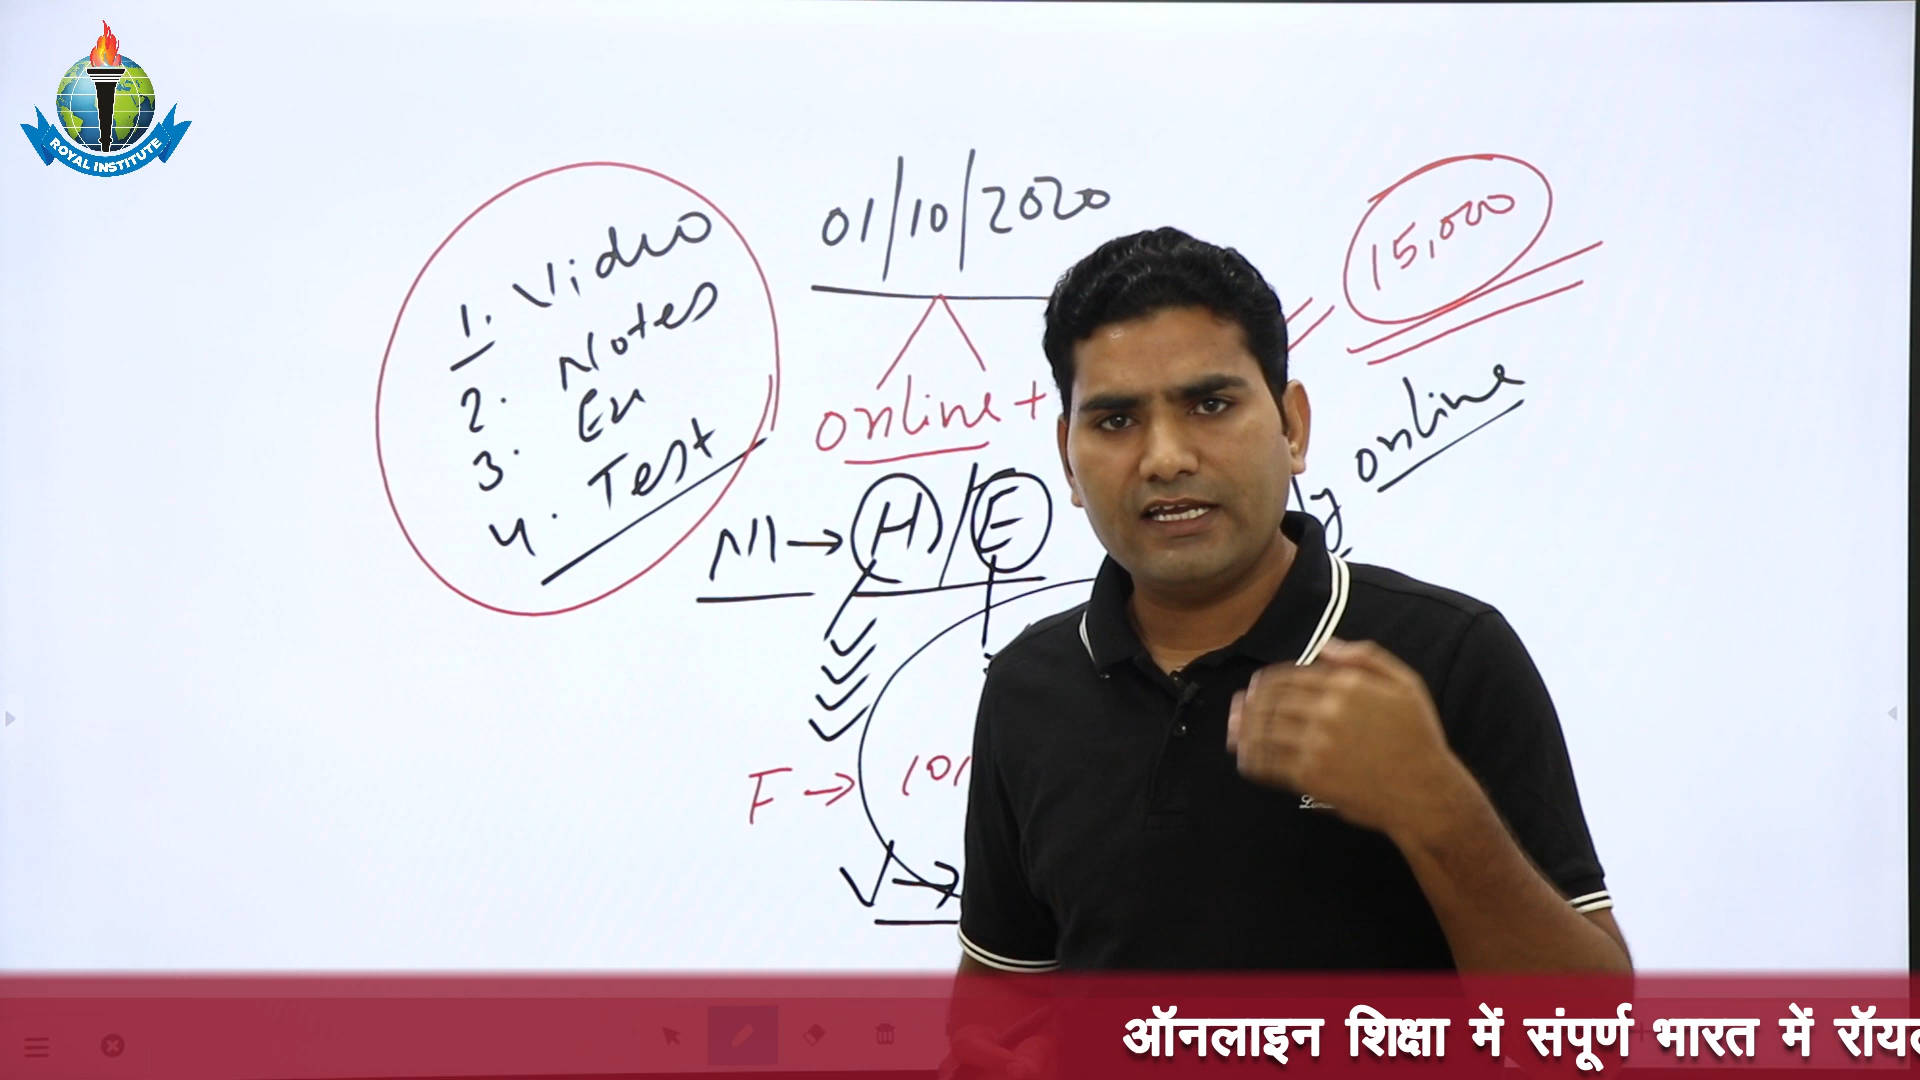 ROYAL INSTITUTE
01/10/2020
15,000
1. Video
2. Notes
3. Ex
4. Test
online +
online
M → H / E
F →
V →
ऑनलाइन शिक्षा में संपूर्ण भारत में रॉयल